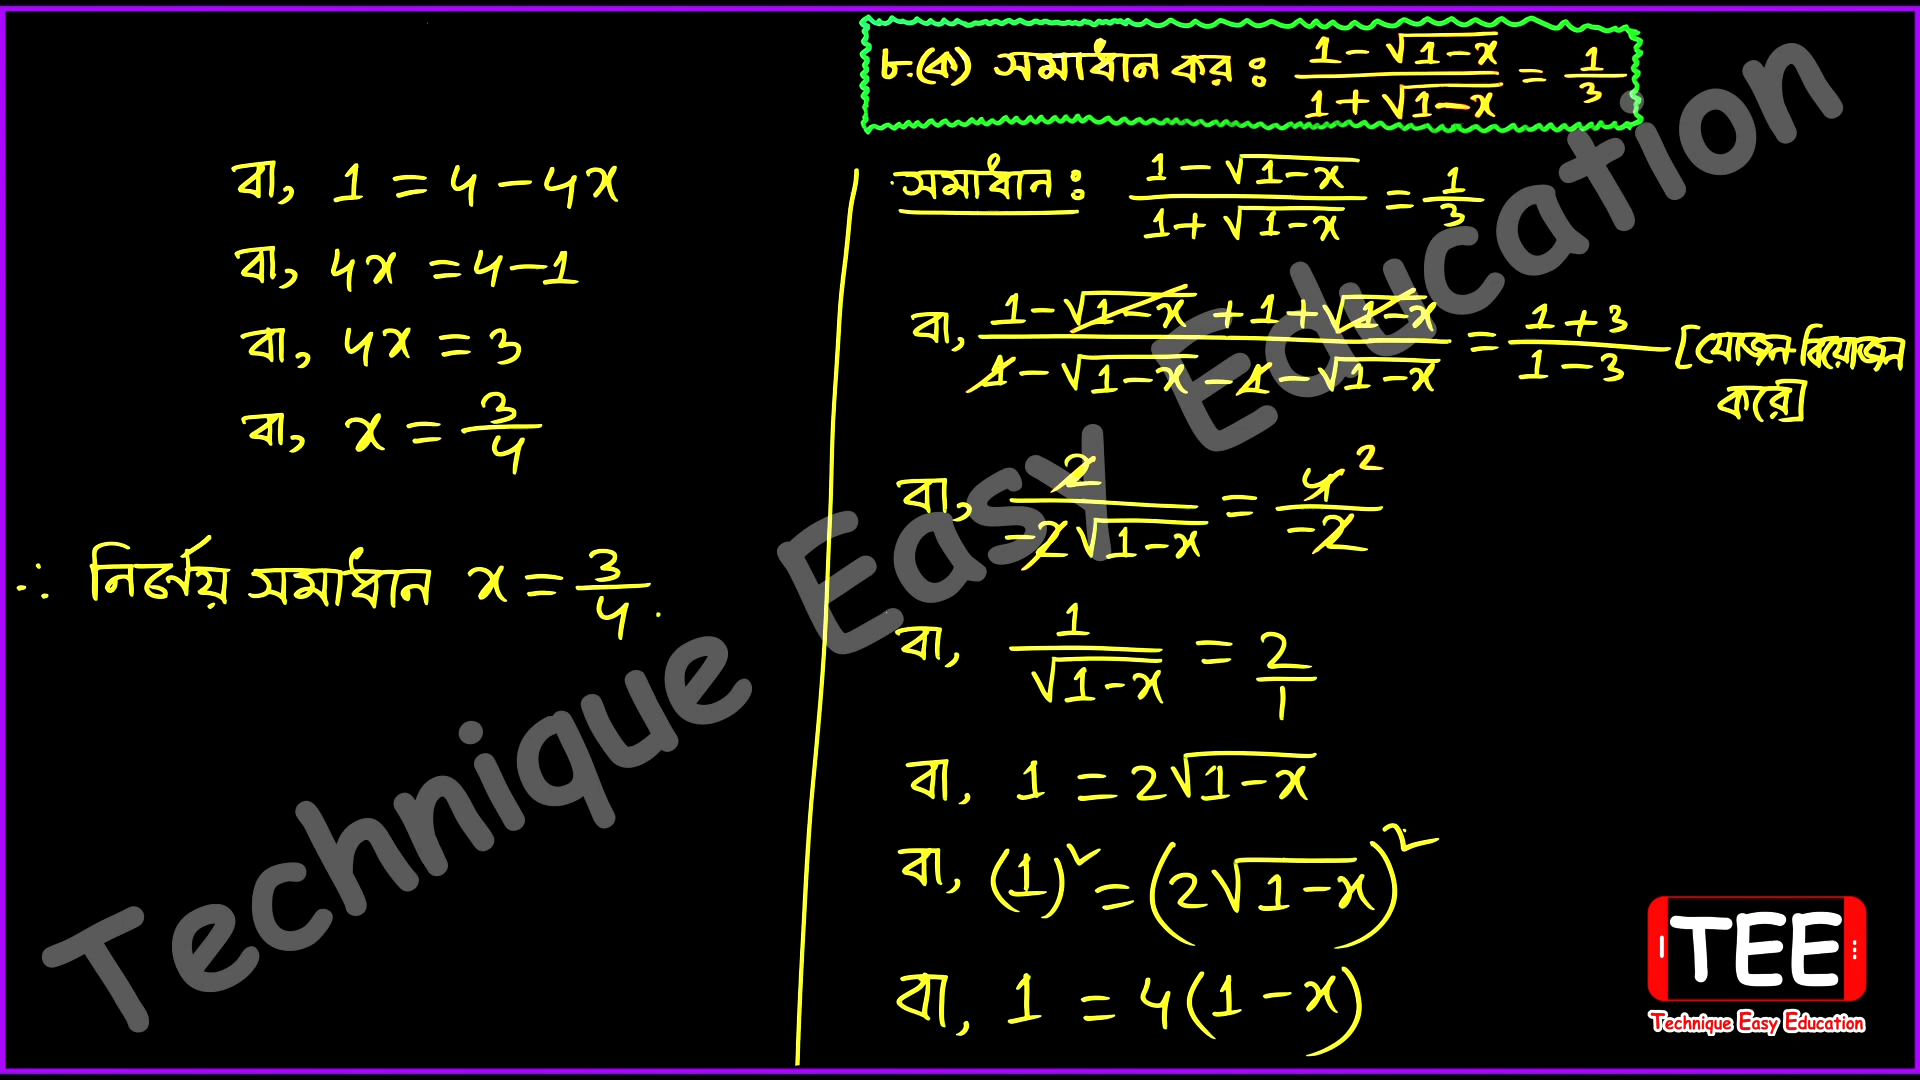 ৮.(ক) সমাধান কর : (1 - √(1-x)) / (1 + √(1-x)) = 1/3
সমাধান : (1 - √(1-x)) / (1 + √(1-x)) = 1/3
বা, (1 - √(1-x) + 1 + √(1-x)) / (1 - √(1-x) - 1 - √(1-x)) = (1+3) / (1-3) [যোজন-বিয়োজন
করে]
বা, 2 / (-2√(1-x)) = 4 2 / -2
বা, 1 / √(1-x) = 2/1
বা, 1 = 2√(1-x)
বা, (1)² = (2√(1-x))²
বা, 1 = 4(1-x)
বা, 1 = 4 - 4x
বা, 4x = 4 - 1
বা, 4x = 3
বা, x = 3/4
∴ নির্ণেয় সমাধান x = 3/4.
Technique Easy Education
TEE
Technique Easy Education